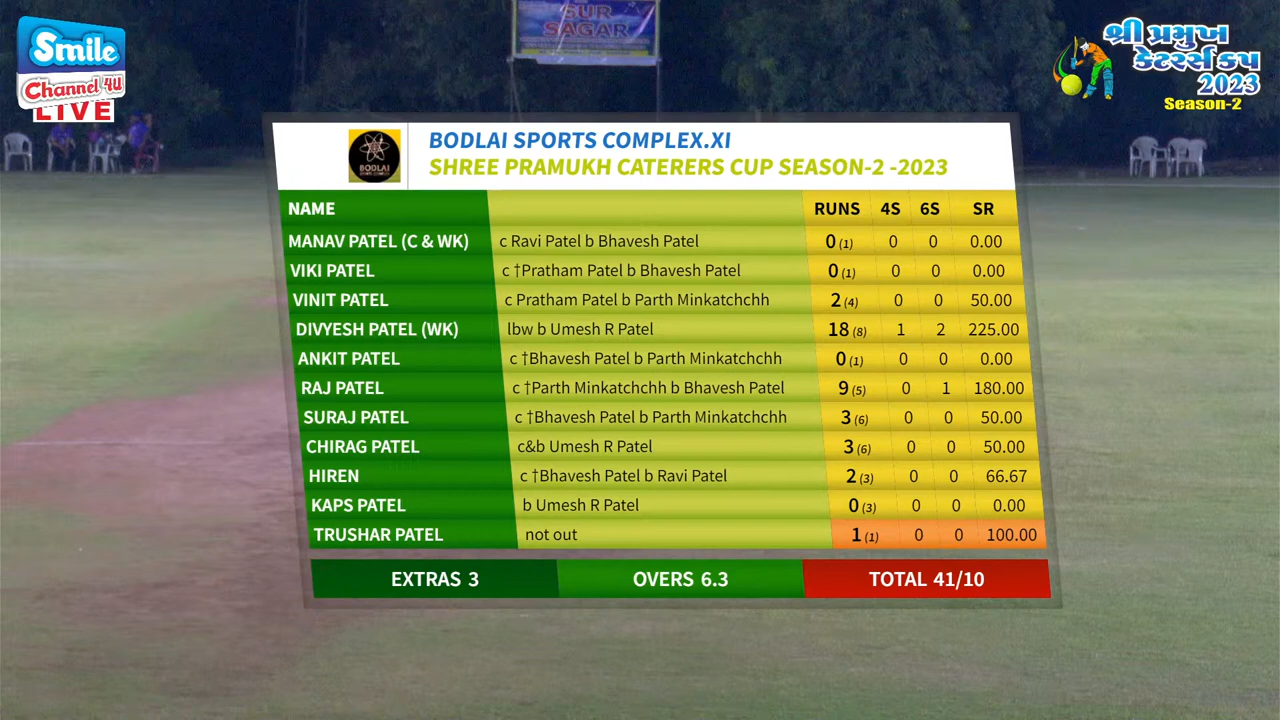 Smile
Channel 4U
LIVE
SUR
SAGAR
શ્રી પ્રમુખ
કેટરર્સ કપ
2023
Season-2
BODLAI
BODLAI SPORTS COMPLEX.XI
SHREE PRAMUKH CATERERS CUP SEASON-2 -2023
NAME RUNS 4S 6S SR
MANAV PATEL (C & WK) c Ravi Patel b Bhavesh Patel 0 (1) 0 0 0.00
VIKI PATEL c †Pratham Patel b Bhavesh Patel 0 (1) 0 0 0.00
VINIT PATEL c Pratham Patel b Parth Minkatchchh 2 (4) 0 0 50.00
DIVYESH PATEL (WK) lbw b Umesh R Patel 18 (8) 1 2 225.00
ANKIT PATEL c †Bhavesh Patel b Parth Minkatchchh 0 (1) 0 0 0.00
RAJ PATEL c †Parth Minkatchchh b Bhavesh Patel 9 (5) 0 1 180.00
SURAJ PATEL c †Bhavesh Patel b Parth Minkatchchh 3 (6) 0 0 50.00
CHIRAG PATEL c&b Umesh R Patel 3 (6) 0 0 50.00
HIREN c †Bhavesh Patel b Ravi Patel 2 (3) 0 0 66.67
KAPS PATEL b Umesh R Patel 0 (3) 0 0 0.00
TRUSHAR PATEL not out 1 (1) 0 0 100.00
EXTRAS 3 OVERS 6.3 TOTAL 41/10